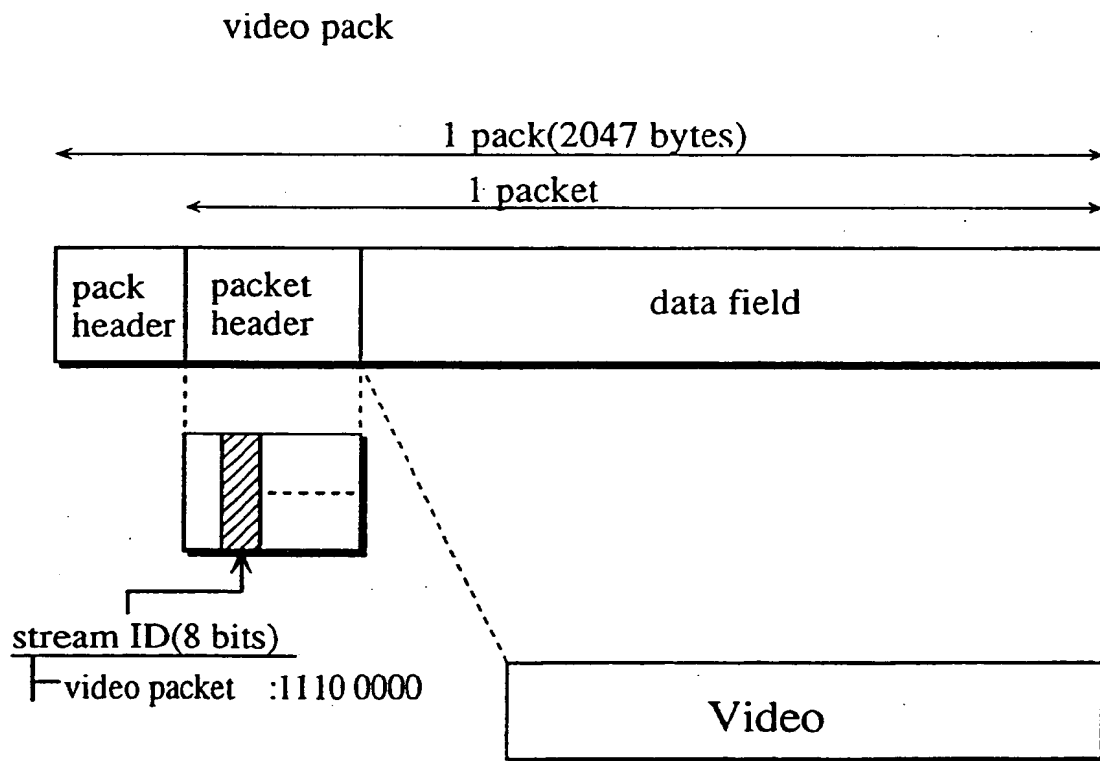 video pack
1 pack(2047 bytes)
1 packet
pack
header
packet
header
data field
stream ID(8 bits)
video packet :1110 0000
Video